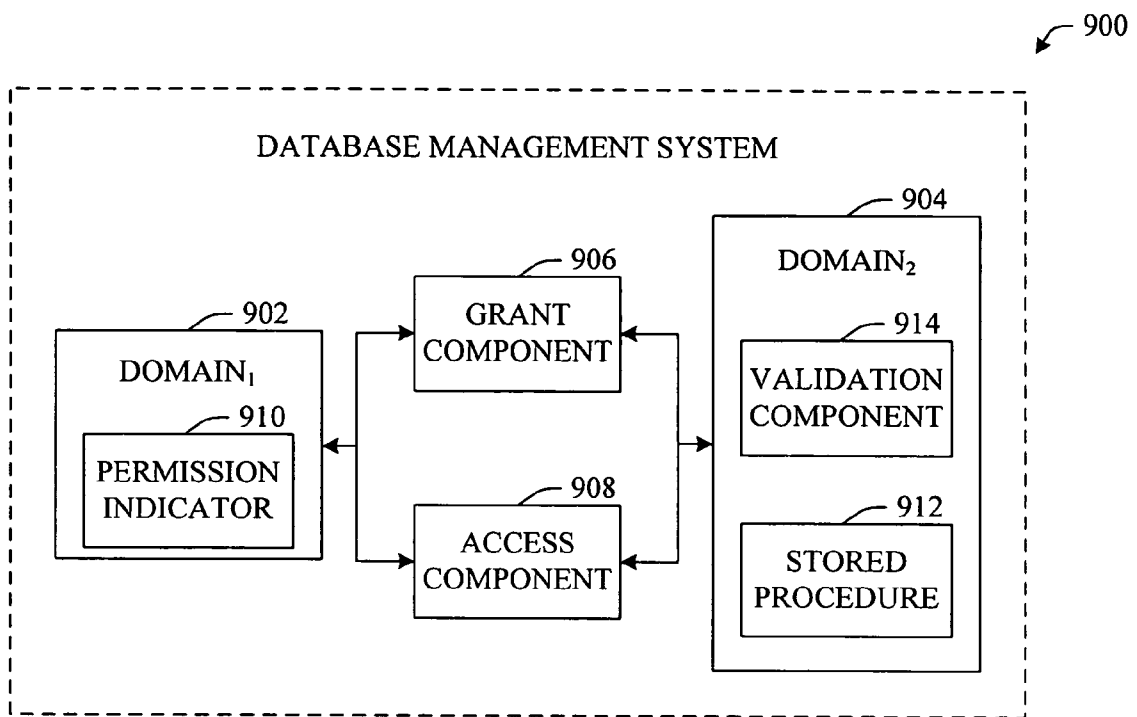 900
DATABASE MANAGEMENT SYSTEM
904
DOMAIN₂
906
GRANT
COMPONENT
902
DOMAIN₁
914
VALIDATION
COMPONENT
910
PERMISSION
INDICATOR
908
ACCESS
COMPONENT
912
STORED
PROCEDURE